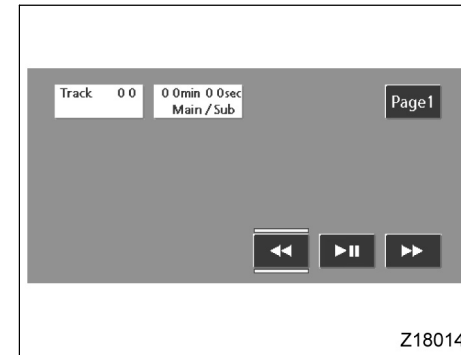 Track 0 0
0 0min 0 0sec
Main / Sub
Page1
Z18014